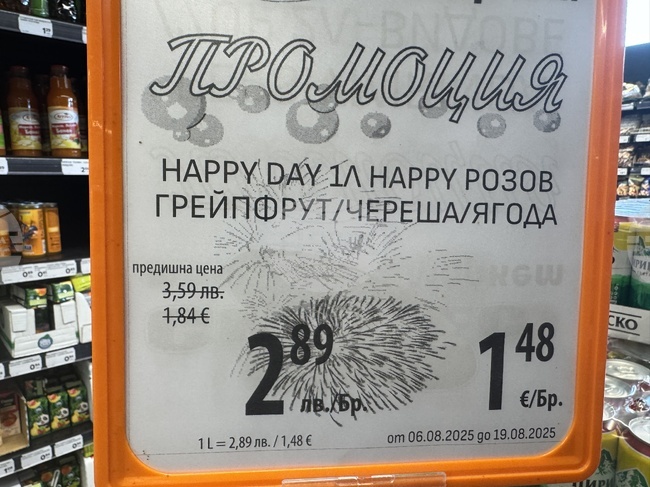 ПРОМОЦИЯ
HAPPY DAY 1Л HAPPY РОЗОВ
ГРЕЙПФРУТ/ЧЕРЕША/ЯГОДА
предишна цена
3,59 лв.
1,84 €
2 89 лв./Бр.
1 48 €/Бр.
1 L = 2,89 лв. / 1,48 €
от 06.08.2025 до 19.08.2025
СКО